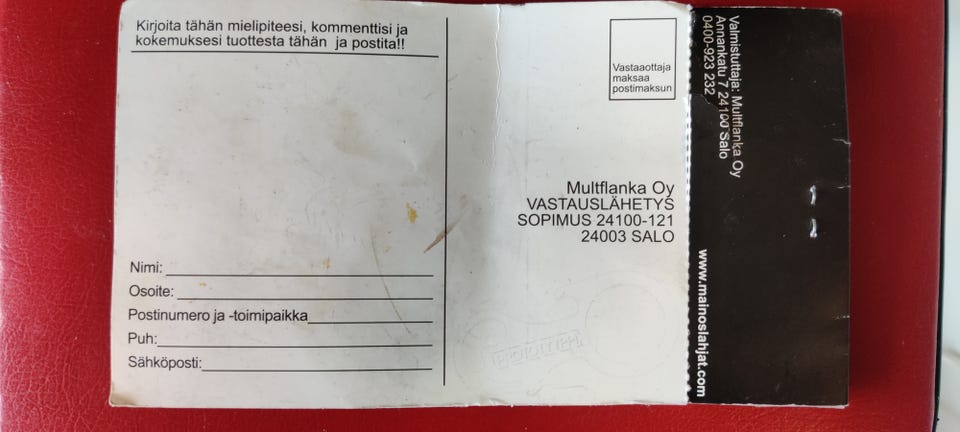 Kirjoita tähän mielipiteesi, kommenttisi ja
kokemuksesi tuottesta tähän ja postita!!
Nimi:
Osoite:
Postinumero ja -toimipaikka
Puh:
Sähköposti:
Vastaaottaja
maksaa
postimaksun
Multflanka Oy
VASTAUSLÄHETYS
SOPIMUS 24100-121
24003 SALO
Valmistuttaja: Multflanka Oy
Annankatu 7 24100 Salo
0400-923 232
www.mainoslahjat.com